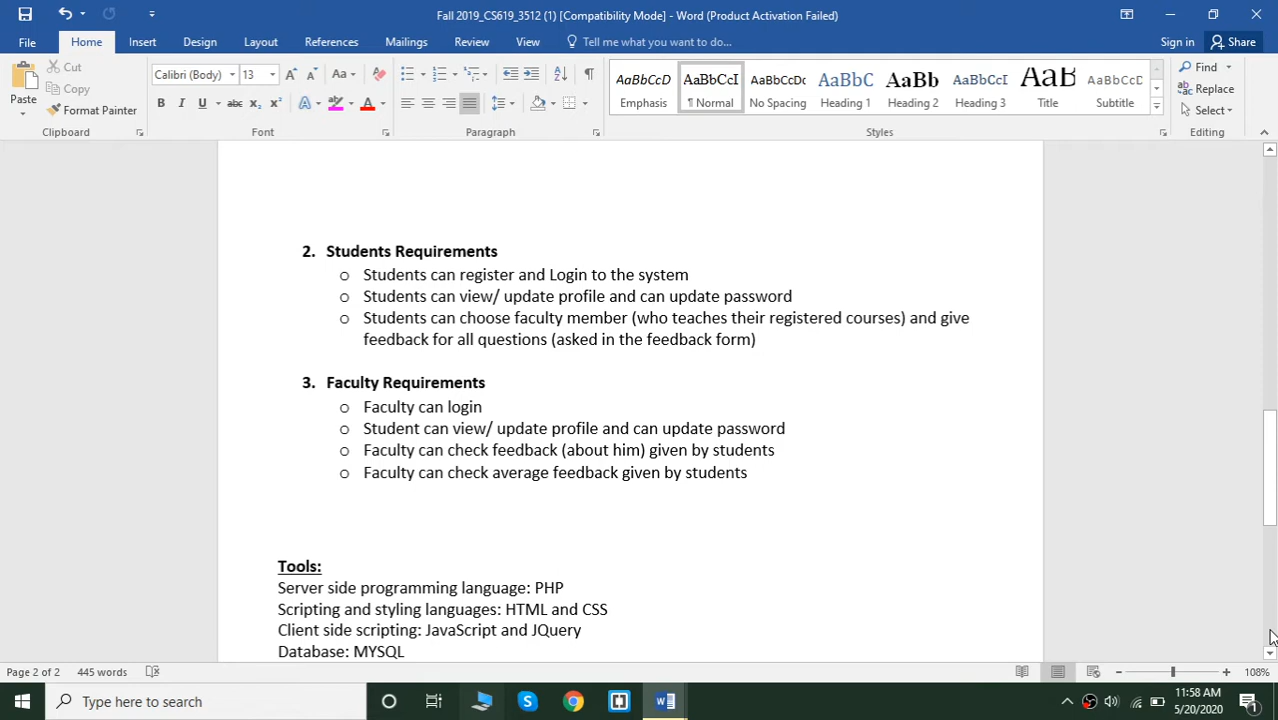 Fall 2019_CS619_3512 (1) [Compatibility Mode] - Word (Product Activation Failed)
File Home Insert Design Layout References Mailings Review View Tell me what you want to do... Sign in Share
Paste
Cut
Copy
Format Painter
Clipboard
Calibri (Body) 13
Font
Paragraph
AaBbCcD AaBbCcI AaBbCcDc AaBbC AaBb AaBbCcI AaB AaBbCcD
Emphasis ¶ Normal No Spacing Heading 1 Heading 2 Heading 3 Title Subtitle
Styles
Find
Replace
Select
Editing
2. Students Requirements
o Students can register and Login to the system
o Students can view/ update profile and can update password
o Students can choose faculty member (who teaches their registered courses) and give
feedback for all questions (asked in the feedback form)
3. Faculty Requirements
o Faculty can login
o Student can view/ update profile and can update password
o Faculty can check feedback (about him) given by students
o Faculty can check average feedback given by students
Tools:
Server side programming language: PHP
Scripting and styling languages: HTML and CSS
Client side scripting: JavaScript and JQuery
Database: MYSQL
Page 2 of 2 445 words 108%
Type here to search
11:58 AM
5/20/2020